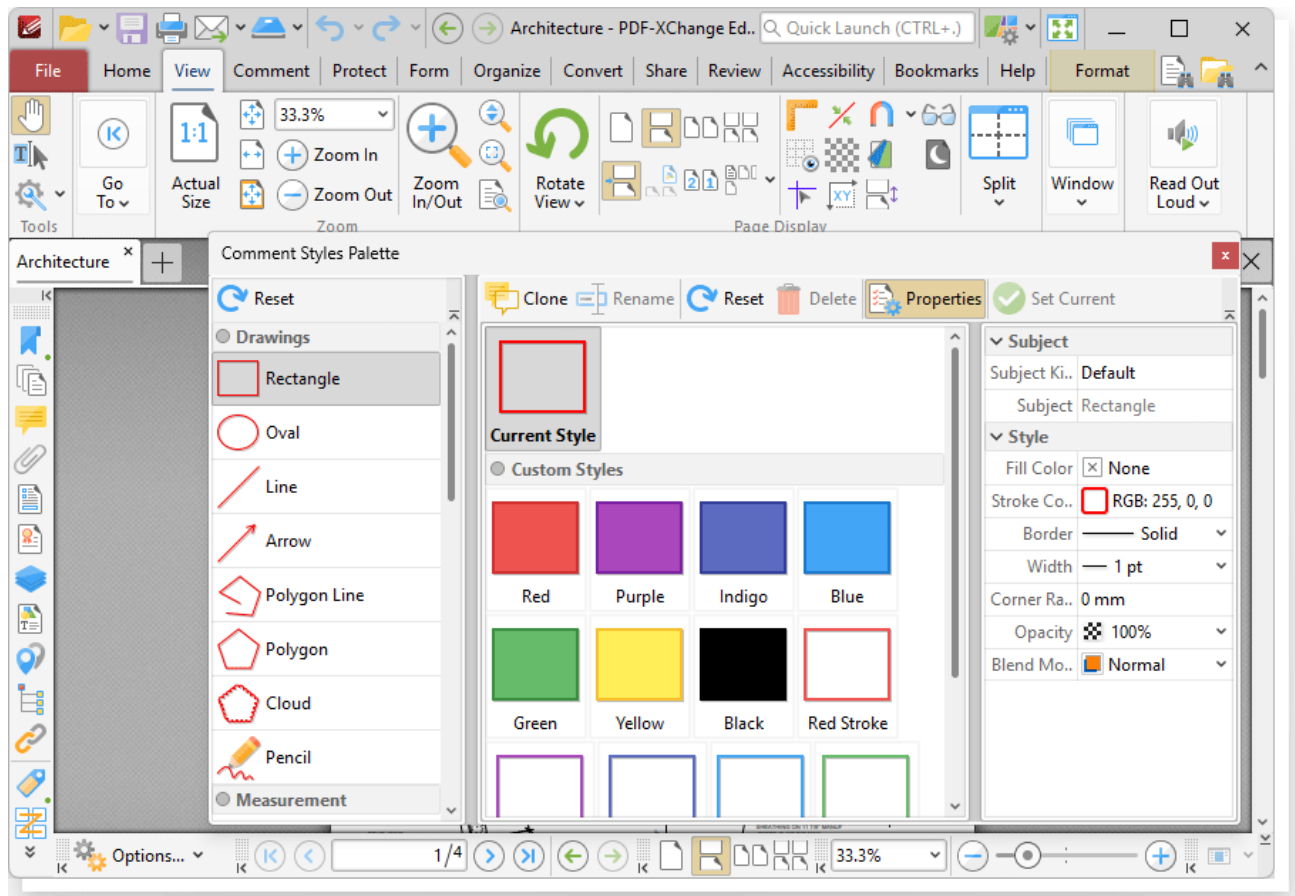 Architecture - PDF-XChange Ed.. Quick Launch (CTRL+.)
File Home View Comment Protect Form Organize Convert Share Review Accessibility Bookmarks Help Format
1:1
33.3%
Zoom In
Zoom Out
Go To
Actual Size
Zoom In/Out
Rotate View
2 1
XY
Split
Window
Read Out Loud
Tools Zoom Page Display
Architecture
Comment Styles Palette
Reset
Clone Rename Reset Delete Properties Set Current
Drawings
Rectangle
Oval
Line
Arrow
Polygon Line
Polygon
Cloud
Pencil
Measurement
Current Style
Custom Styles
Red Purple Indigo Blue
Green Yellow Black Red Stroke
Subject
Subject Ki.. Default
Subject Rectangle
Style
Fill Color None
Stroke Co.. RGB: 255, 0, 0
Border Solid
Width 1 pt
Corner Ra.. 0 mm
Opacity 100%
Blend Mo.. Normal
Options... 1/4 33.3%